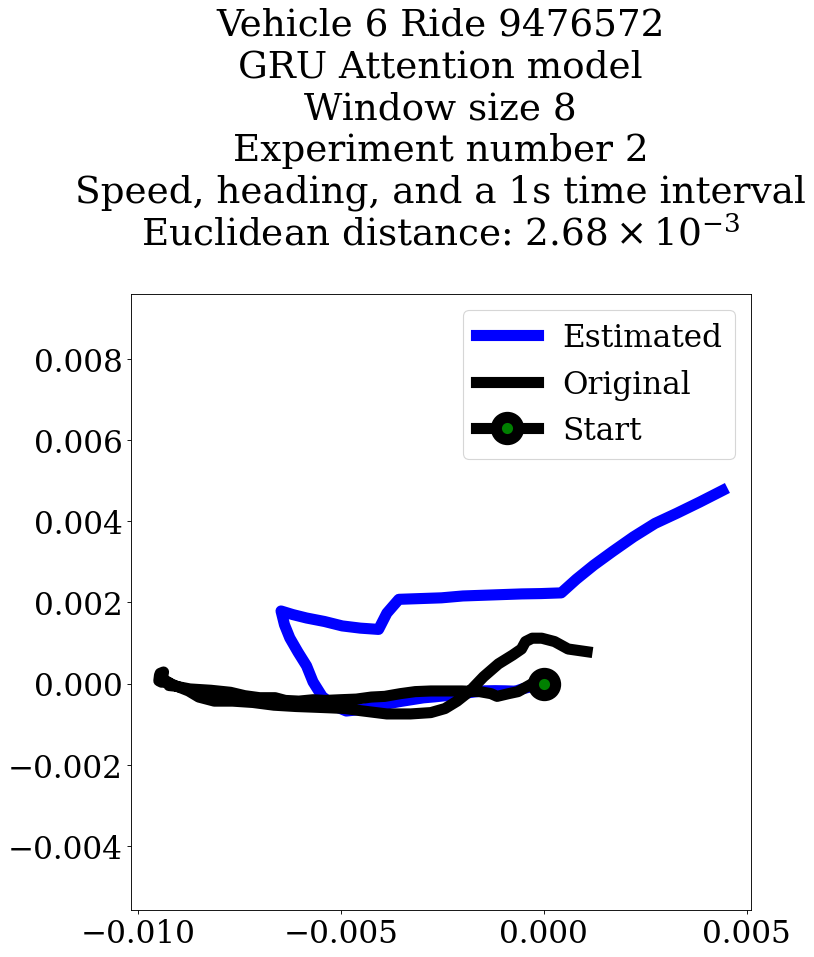 Vehicle 6 Ride 9476572
GRU Attention model
Window size 8
Experiment number 2
Speed, heading, and a 1s time interval
Euclidean distance: 2.68 × 10⁻³
Estimated
Original
Start
0.008
0.006
0.004
0.002
0.000
−0.002
−0.004
−0.010 −0.005 0.000 0.005